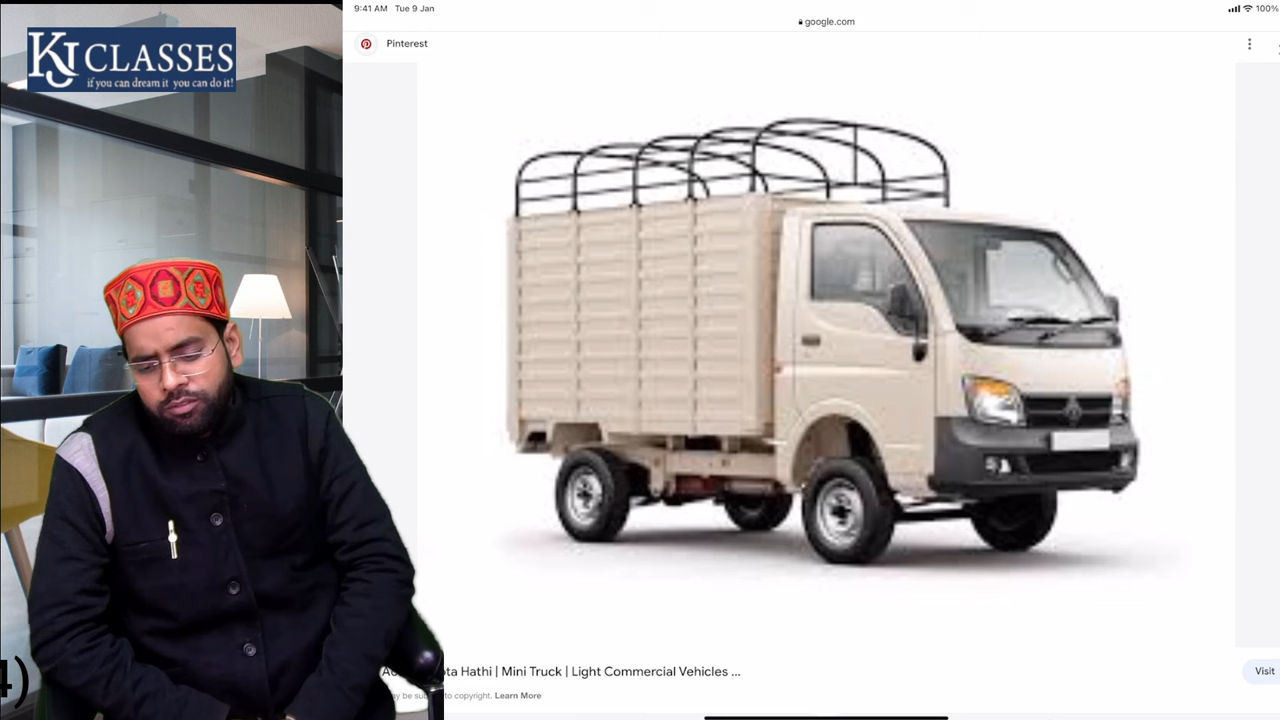 KJ CLASSES
if you can dream it you can do it!
9:41 AM Tue 9 Jan
100%
google.com
Pinterest
Hathi | Mini Truck | Light Commercial Vehicles ...
Visit
to copyright. Learn More
4)